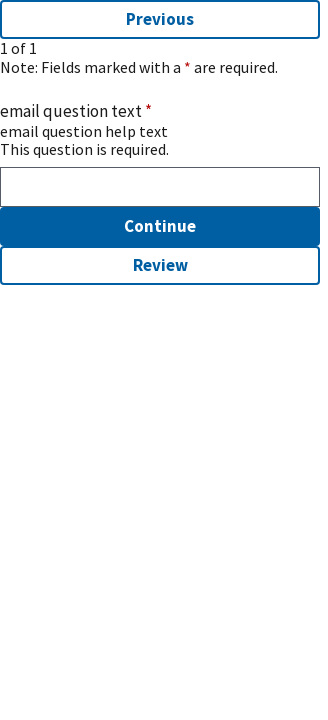 Previous
1 of 1
Note: Fields marked with a * are required.
email question text *
email question help text
This question is required.
Continue
Review